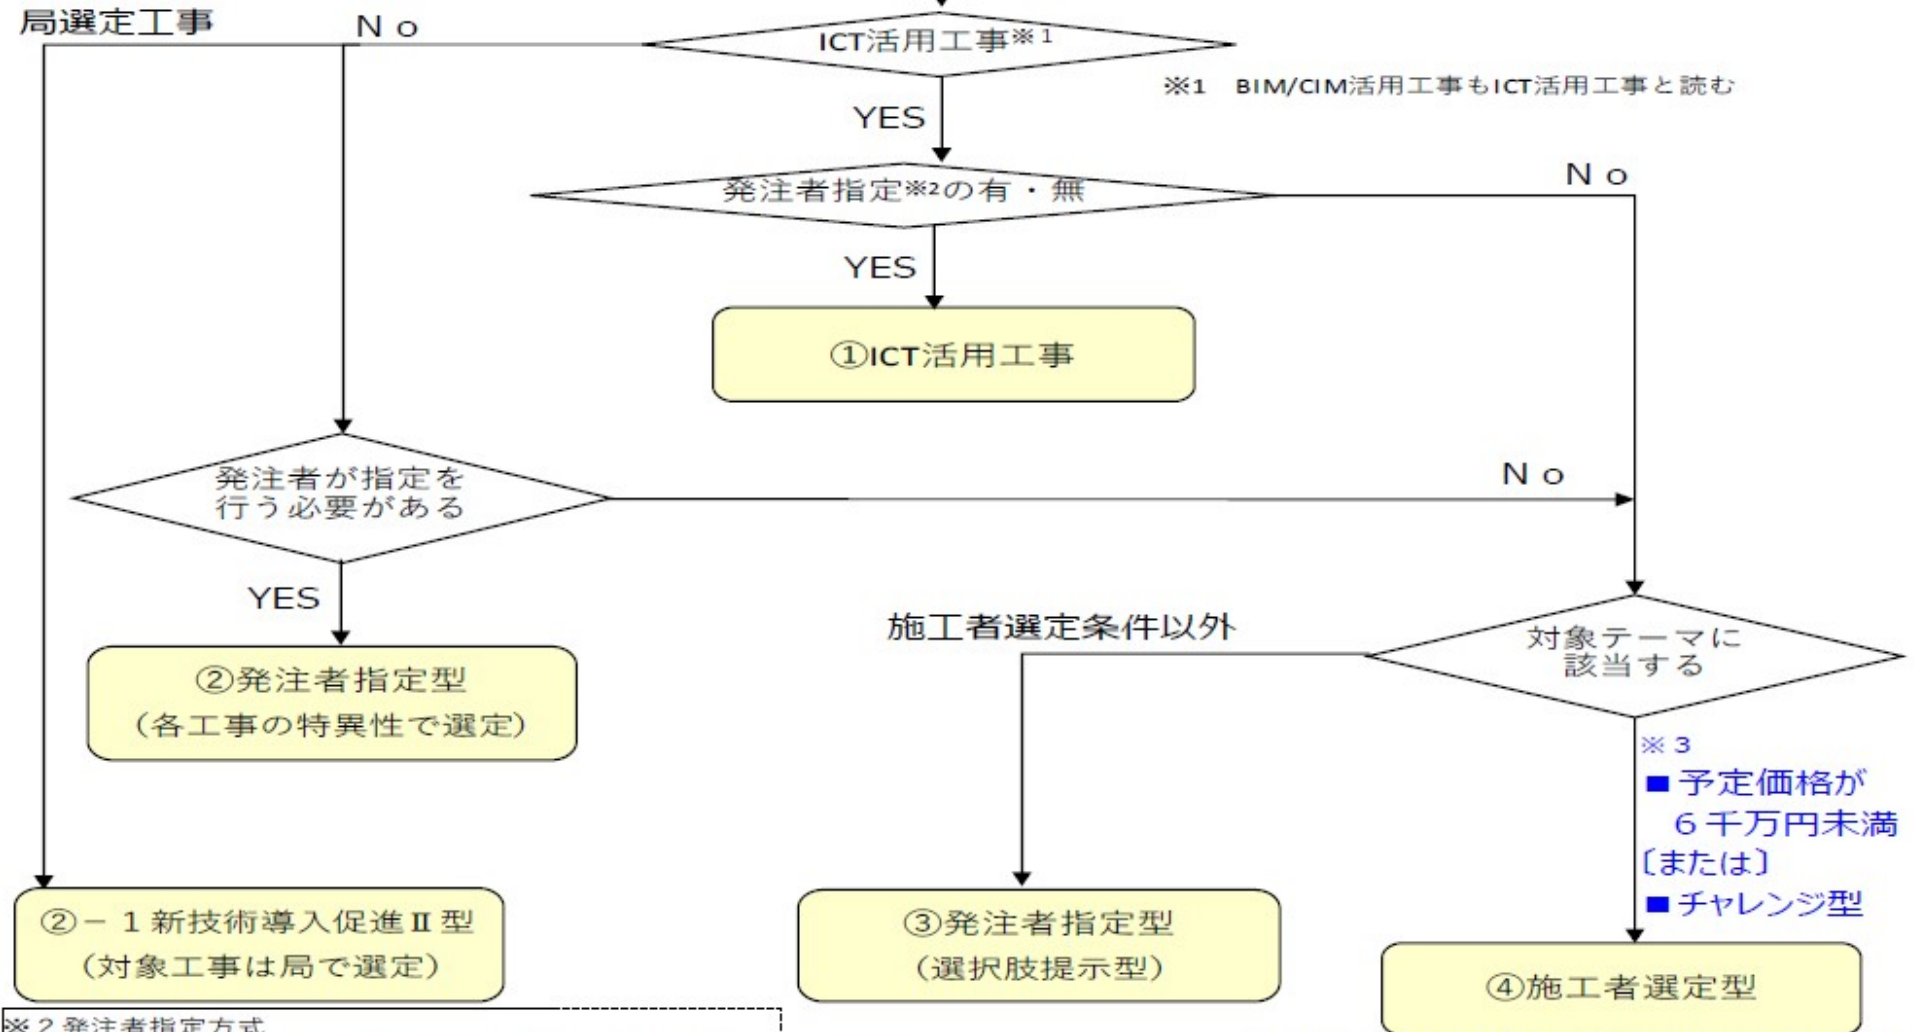 局選定工事
No
ICT活用工事※1
※1 BIM/CIM活用工事もICT活用工事と読む
YES
発注者指定※2の有・無
No
YES
①ICT活用工事
発注者が指定を
行う必要がある
No
YES
②発注者指定型
（各工事の特異性で選定）
施工者選定条件以外
対象テーマに
該当する
※３
■予定価格が
６千万円未満
〔または〕
■チャレンジ型
②－１新技術導入促進Ⅱ型
（対象工事は局で選定）
③発注者指定型
（選択肢提示型）
④施工者選定型
※２発注者指定方式